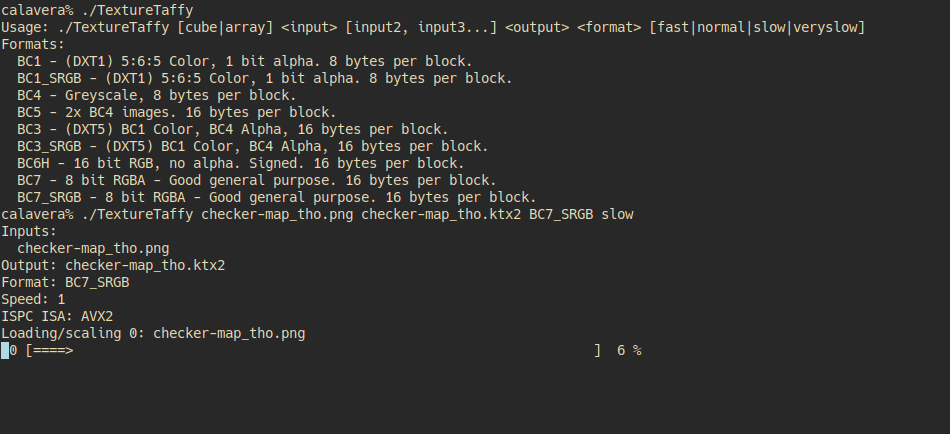 calavera% ./TextureTaffy
Usage: ./TextureTaffy [cube|array] <input> [input2, input3...] <output> <format> [fast|normal|slow|veryslow]
Formats:
  BC1 - (DXT1) 5:6:5 Color, 1 bit alpha. 8 bytes per block.
  BC1_SRGB - (DXT1) 5:6:5 Color, 1 bit alpha. 8 bytes per block.
  BC4 - Greyscale, 8 bytes per block.
  BC5 - 2x BC4 images. 16 bytes per block.
  BC3 - (DXT5) BC1 Color, BC4 Alpha, 16 bytes per block.
  BC3_SRGB - (DXT5) BC1 Color, BC4 Alpha, 16 bytes per block.
  BC6H - 16 bit RGB, no alpha. Signed. 16 bytes per block.
  BC7 - 8 bit RGBA - Good general purpose. 16 bytes per block.
  BC7_SRGB - 8 bit RGBA - Good general purpose. 16 bytes per block.
calavera% ./TextureTaffy checker-map_tho.png checker-map_tho.ktx2 BC7_SRGB slow
Inputs:
  checker-map_tho.png
Output: checker-map_tho.ktx2
Format: BC7_SRGB
Speed: 1
ISPC ISA: AVX2
Loading/scaling 0: checker-map_tho.png
 0 [====>                                                                 ]  6 %